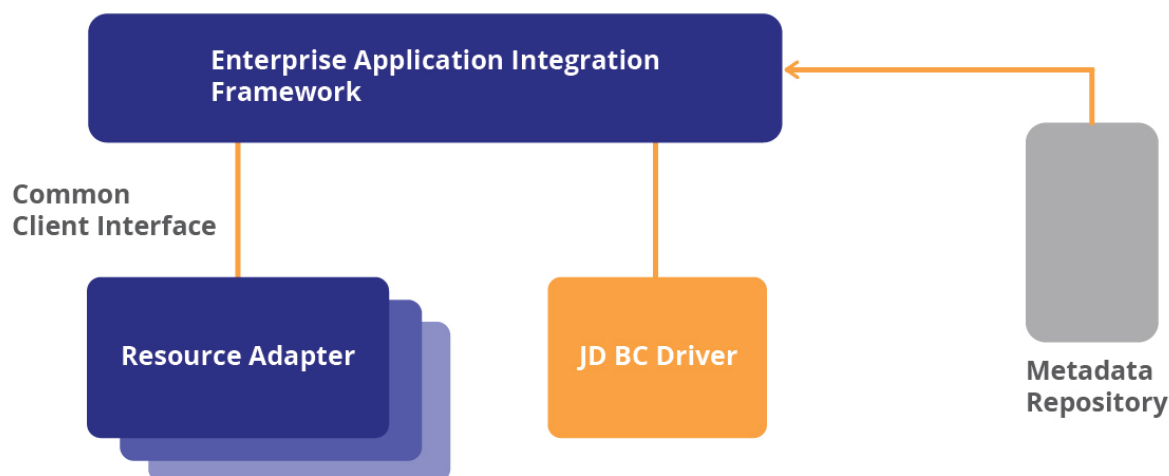 Enterprise Application Integration
Framework
Common
Client Interface
Resource Adapter
JD BC Driver
Metadata
Repository